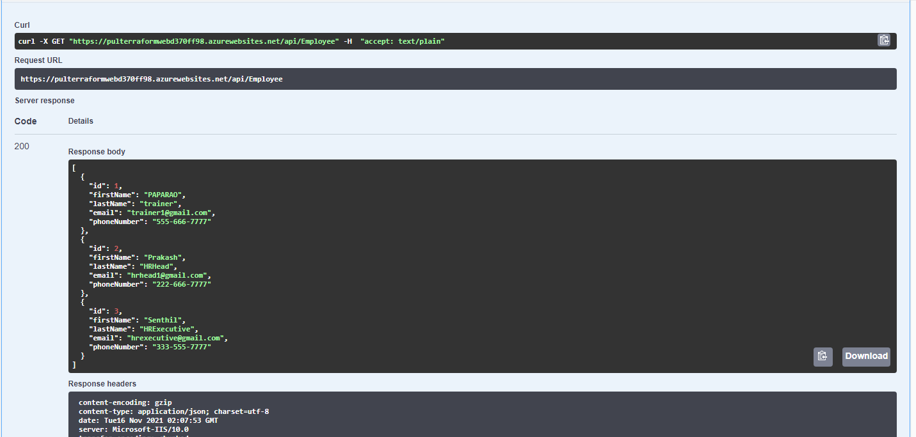 Curl
curl -X GET "https://pulterraformwebd370ff98.azurewebsites.net/api/Employee" -H  "accept: text/plain"
Request URL
https://pulterraformwebd370ff98.azurewebsites.net/api/Employee
Server response
Code Details
200
Response body
[
  {
    "id": 1,
    "firstName": "PAPARAO",
    "lastName": "trainer",
    "email": "trainer1@gmail.com",
    "phoneNumber": "555-666-7777"
  },
  {
    "id": 2,
    "firstName": "Prakash",
    "lastName": "HRHead",
    "email": "hrhead1@gmail.com",
    "phoneNumber": "222-666-7777"
  },
  {
    "id": 3,
    "firstName": "Senthil",
    "lastName": "HRExecutive",
    "email": "hrexecutive@gmail.com",
    "phoneNumber": "333-555-7777"
  }
]
Download
Response headers
content-encoding: gzip
content-type: application/json; charset=utf-8
date: Tue16 Nov 2021 02:07:53 GMT
server: Microsoft-IIS/10.0